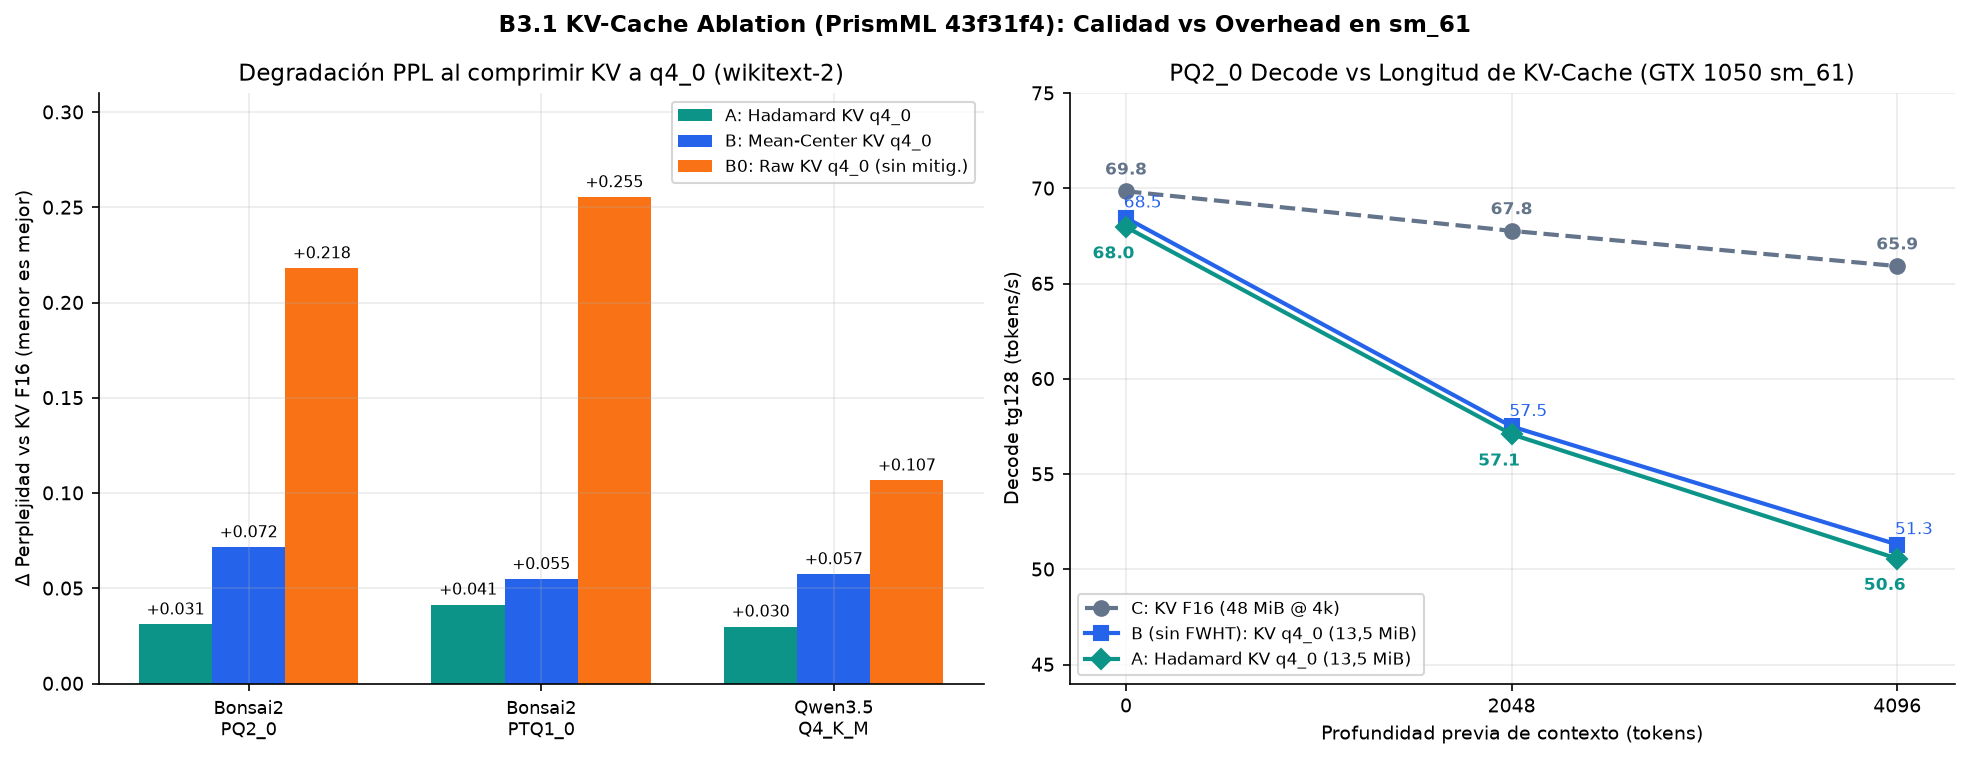 B3.1 KV-Cache Ablation (PrismML 43f31f4): Calidad vs Overhead en sm_61
Degradación PPL al comprimir KV a q4_0 (wikitext-2)
Δ Perplejidad vs KV F16 (menor es mejor)
0.30
0.25
0.20
0.15
0.10
0.05
0.00
A: Hadamard KV q4_0
B: Mean-Center KV q4_0
B0: Raw KV q4_0 (sin mitig.)
+0.031
+0.072
+0.218
+0.041
+0.055
+0.255
+0.030
+0.057
+0.107
Bonsai2
PQ2_0
Bonsai2
PTQ1_0
Qwen3.5
Q4_K_M
PQ2_0 Decode vs Longitud de KV-Cache (GTX 1050 sm_61)
Decode tg128 (tokens/s)
75
70
65
60
55
50
45
69.8
68.5
68.0
67.8
57.5
57.1
65.9
51.3
50.6
C: KV F16 (48 MiB @ 4k)
B (sin FWHT): KV q4_0 (13,5 MiB)
A: Hadamard KV q4_0 (13,5 MiB)
0
2048
4096
Profundidad previa de contexto (tokens)